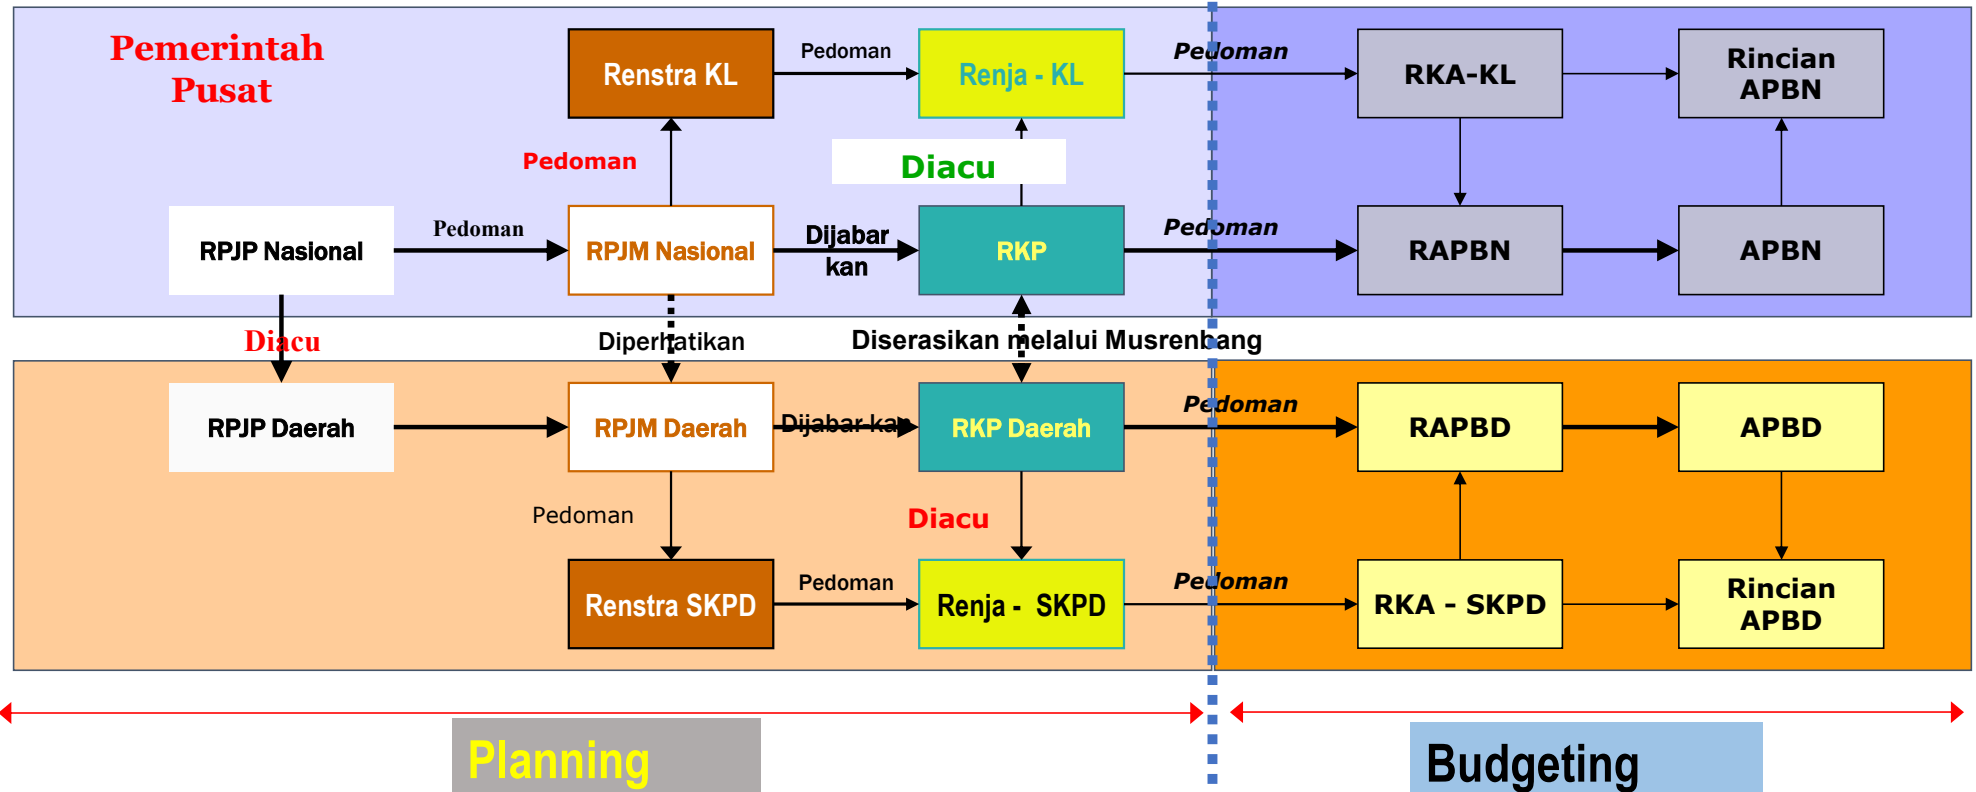 Pemerintah
Pusat
Renstra KL
Pedoman
Renja - KL
Pedoman
RKA-KL
Rincian
APBN
Pedoman
Diacu
RPJP Nasional
Pedoman
RPJM Nasional
Dijabar
kan
RKP
Pedoman
RAPBN
APBN
Diacu
Diperhatikan
Diserasikan melalui Musrenbang
RPJP Daerah
RPJM Daerah
Dijabar-kan
RKP Daerah
Pedoman
RAPBD
APBD
Pedoman
Diacu
Renstra SKPD
Pedoman
Renja - SKPD
Pedoman
RKA - SKPD
Rincian
APBD
Planning
Budgeting